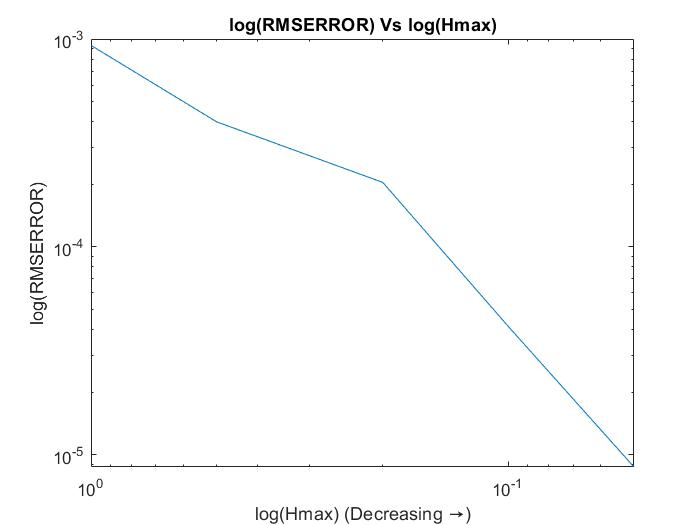 log(RMSERROR) Vs log(Hmax)
10^-3
10^-4
10^-5
log(RMSERROR)
10^0
10^-1
log(Hmax) (Decreasing →)